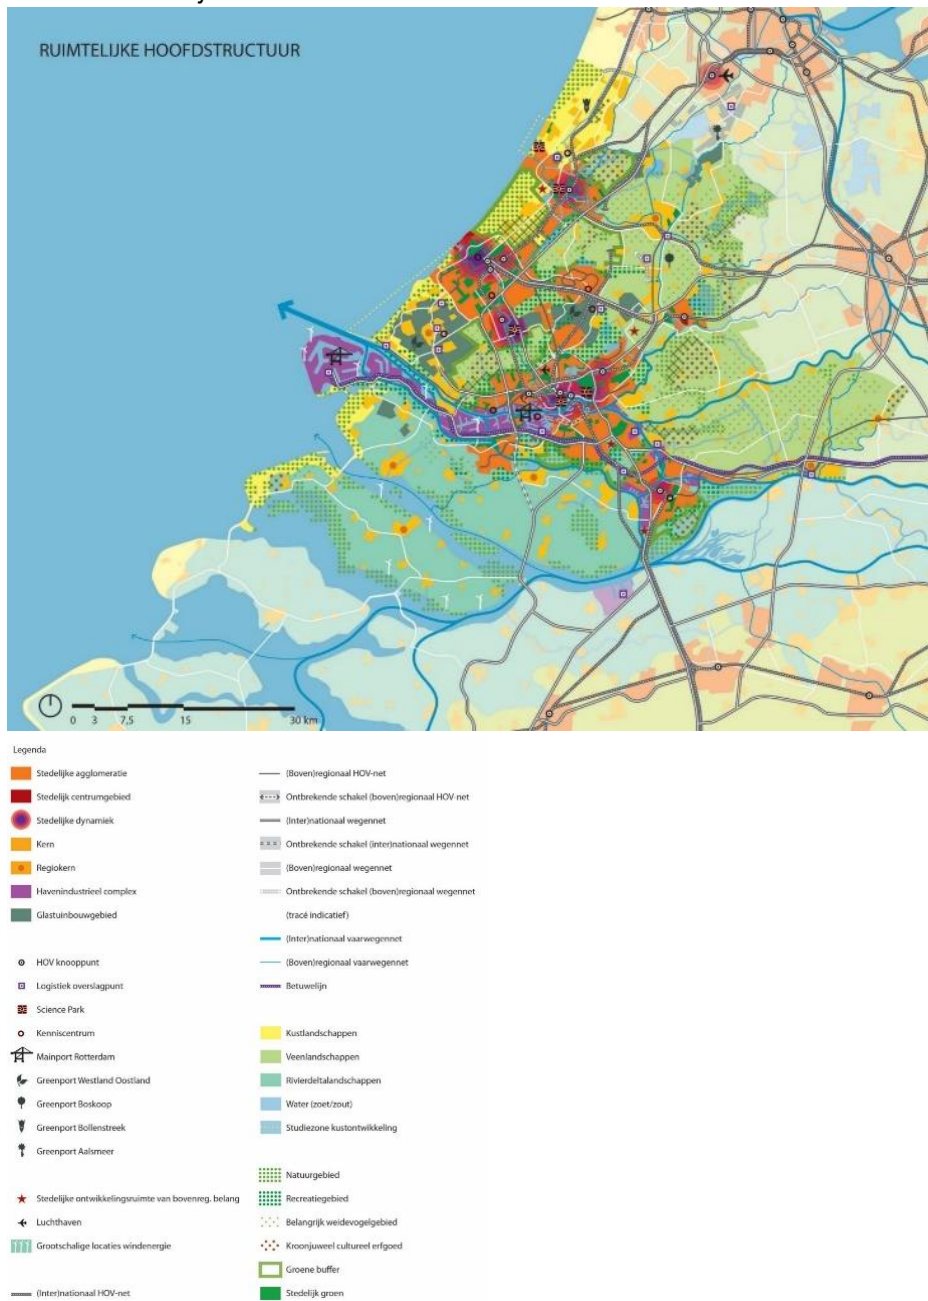 RUIMTELIJKE HOOFDSTRUCTUUR
0 3 7,5 15 30 km
Legenda
Stedelijke agglomeratie
Stedelijk centrumgebied
Stedelijke dynamiek
Kern
Regiokern
Havenindustrieel complex
Glastuinbouwgebied
HOV knooppunt
Logistiek overslagpunt
Science Park
Kenniscentrum
Mainport Rotterdam
Greenport Westland Oostland
Greenport Boskoop
Greenport Bollenstreek
Greenport Aalsmeer
Stedelijke ontwikkelingsruimte van bovenreg. belang
Luchthaven
Grootschalige locaties windenergie
(Inter)nationaal HOV-net
(Boven)regionaal HOV-net
Ontbrekende schakel (boven)regionaal HOV-net
(Inter)nationaal wegennet
Ontbrekende schakel (inter)nationaal wegennet
(Boven)regionaal wegennet
Ontbrekende schakel (boven)regionaal wegennet
(tracé indicatief)
(Inter)nationaal vaarwegennet
(Boven)regionaal vaarwegennet
Betuwelijn
Kustlandschappen
Veenlandschappen
Rivierdeltalandschappen
Water (zoet/zout)
Studiezone kustontwikkeling
Natuurgebied
Recreatiegebied
Belangrijk weidevogelgebied
Kroonjuweel cultureel erfgoed
Groene buffer
Stedelijk groen